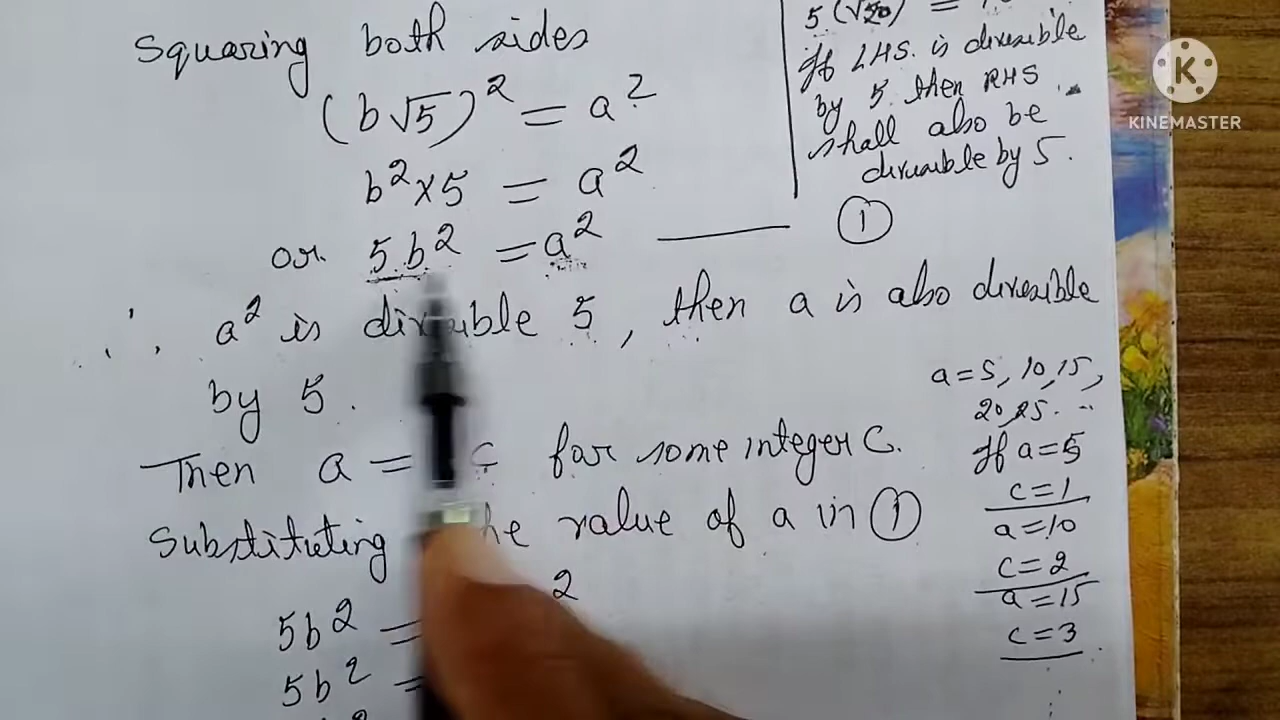 Squaring both sides
(b√5)² = a²
b²×5 = a²
or 5b² = a² —— ①
∴ a² is divisible 5, then a is also divisible
by 5.
Then a = c for some integer C.
Substituting the value of a in ①
5b² = ²
5b² =
5(√20) =
If LHS. is divisible
by 5 then RHS
shall also be
divisible by 5.
a=5, 10, 15,
20, 25...
If a=5
c=1
a=10
c=2
a=15
c=3
K
KINEMASTER